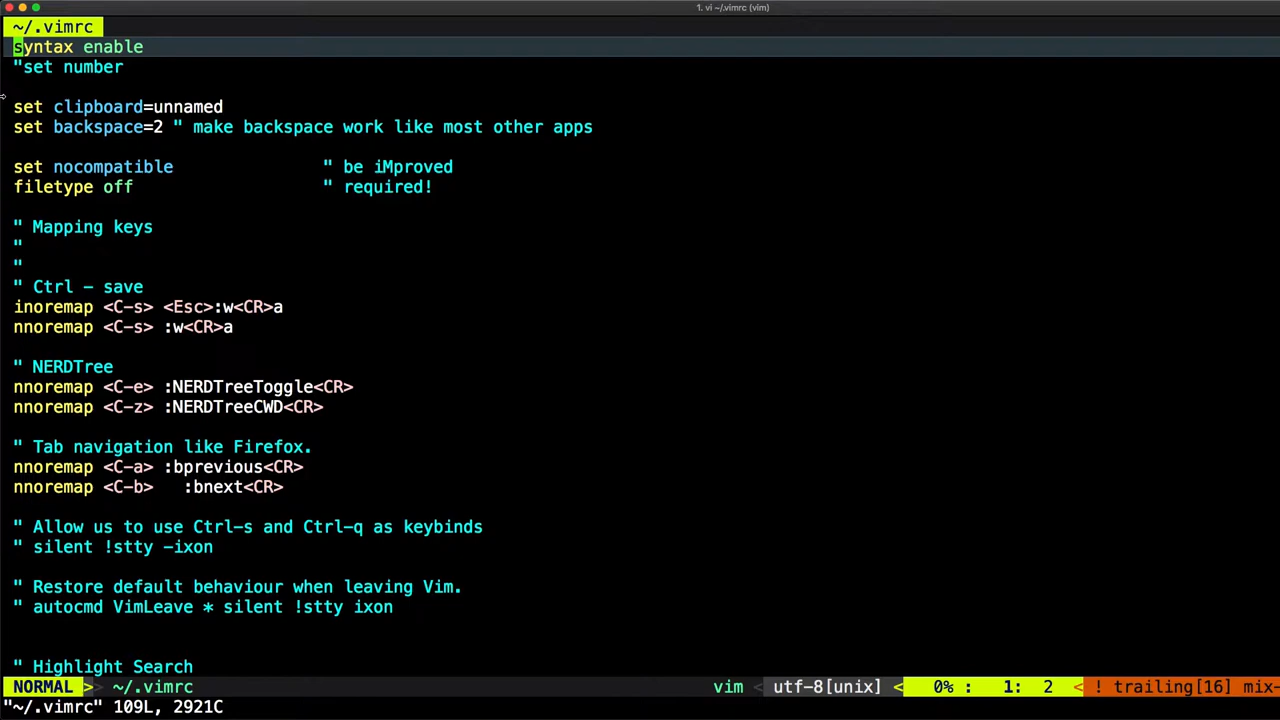 1. vi ~/.vimrc (vim)
~/.vimrc
syntax enable
"set number
set clipboard=unnamed
set backspace=2 " make backspace work like most other apps
set nocompatible " be iMproved
filetype off " required!
" Mapping keys
"
"
" Ctrl - save
inoremap <C-s> <Esc>:w<CR>a
nnoremap <C-s> :w<CR>a
" NERDTree
nnoremap <C-e> :NERDTreeToggle<CR>
nnoremap <C-z> :NERDTreeCWD<CR>
" Tab navigation like Firefox.
nnoremap <C-a> :bprevious<CR>
nnoremap <C-b>   :bnext<CR>
" Allow us to use Ctrl-s and Ctrl-q as keybinds
" silent !stty -ixon
" Restore default behaviour when leaving Vim.
" autocmd VimLeave * silent !stty ixon
" Highlight Search
NORMAL > ~/.vimrc vim < utf-8[unix] < 0% : 1: 2 < ! trailing[16] mix-
"~/.vimrc" 109L, 2921C